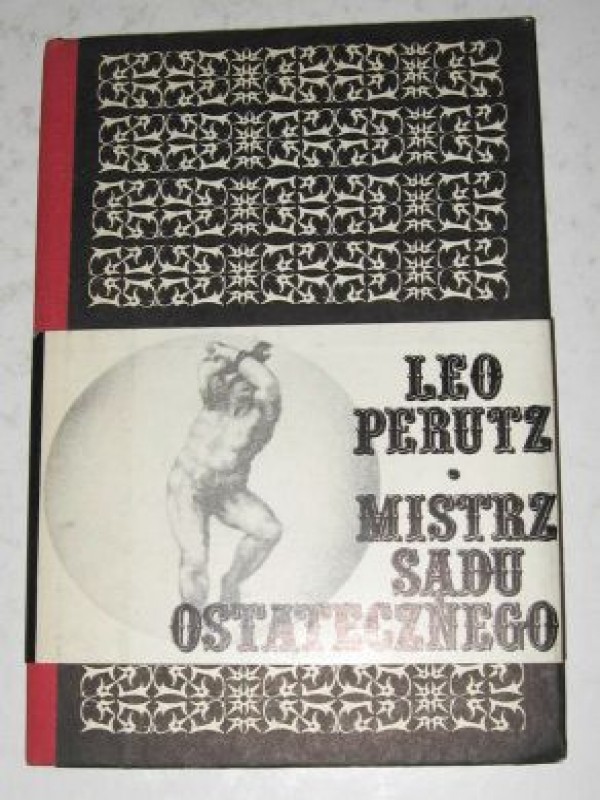 LEO
PERUTZ
•
MISTRZ
SĄDU
OSTATECZNEGO